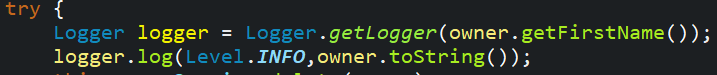 try {
Logger logger = Logger.getLogger(owner.getFirstName());
logger.log(Level.INFO,owner.toString());